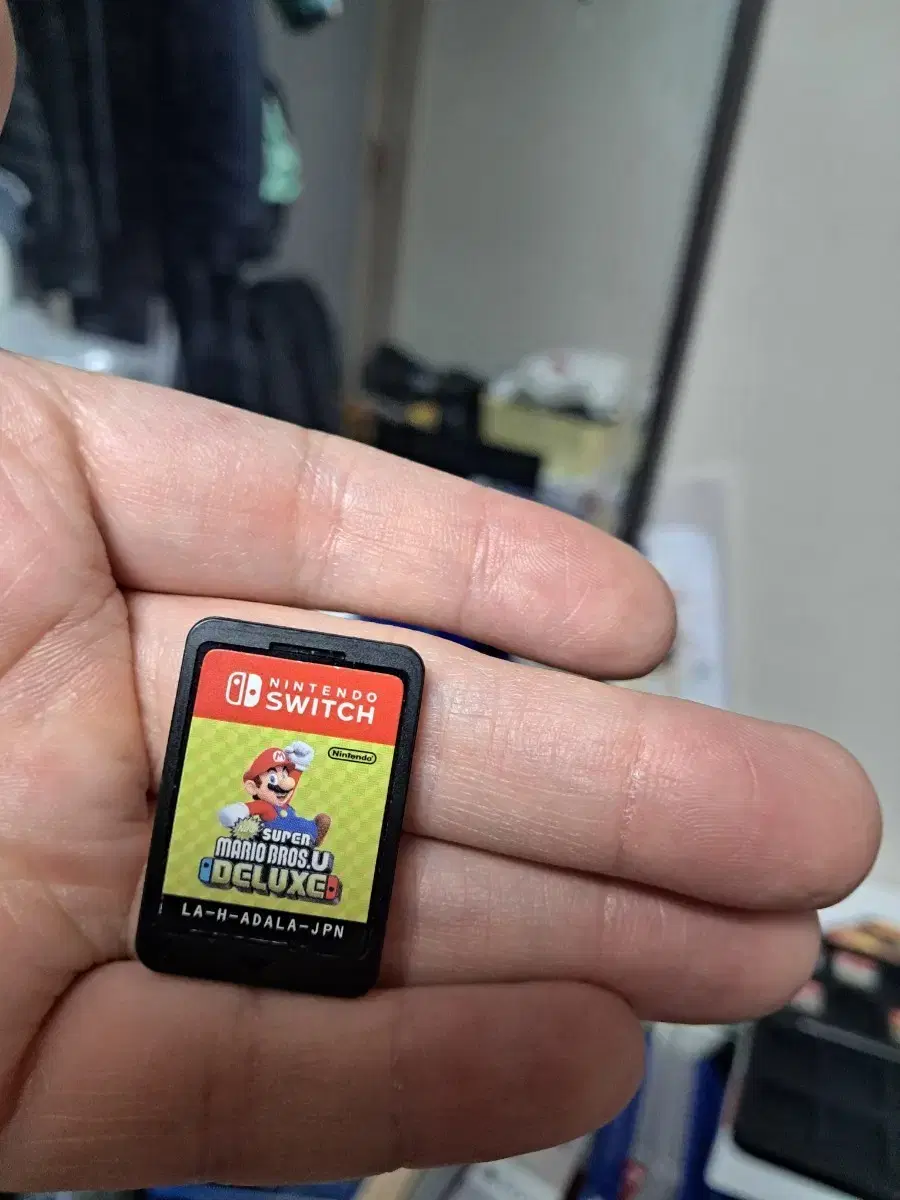 NINTENDO
SWITCH
Nintendo
NEW
SUPER
MARIO BROS. U
DELUXE
LA-H-ADALA-JPN